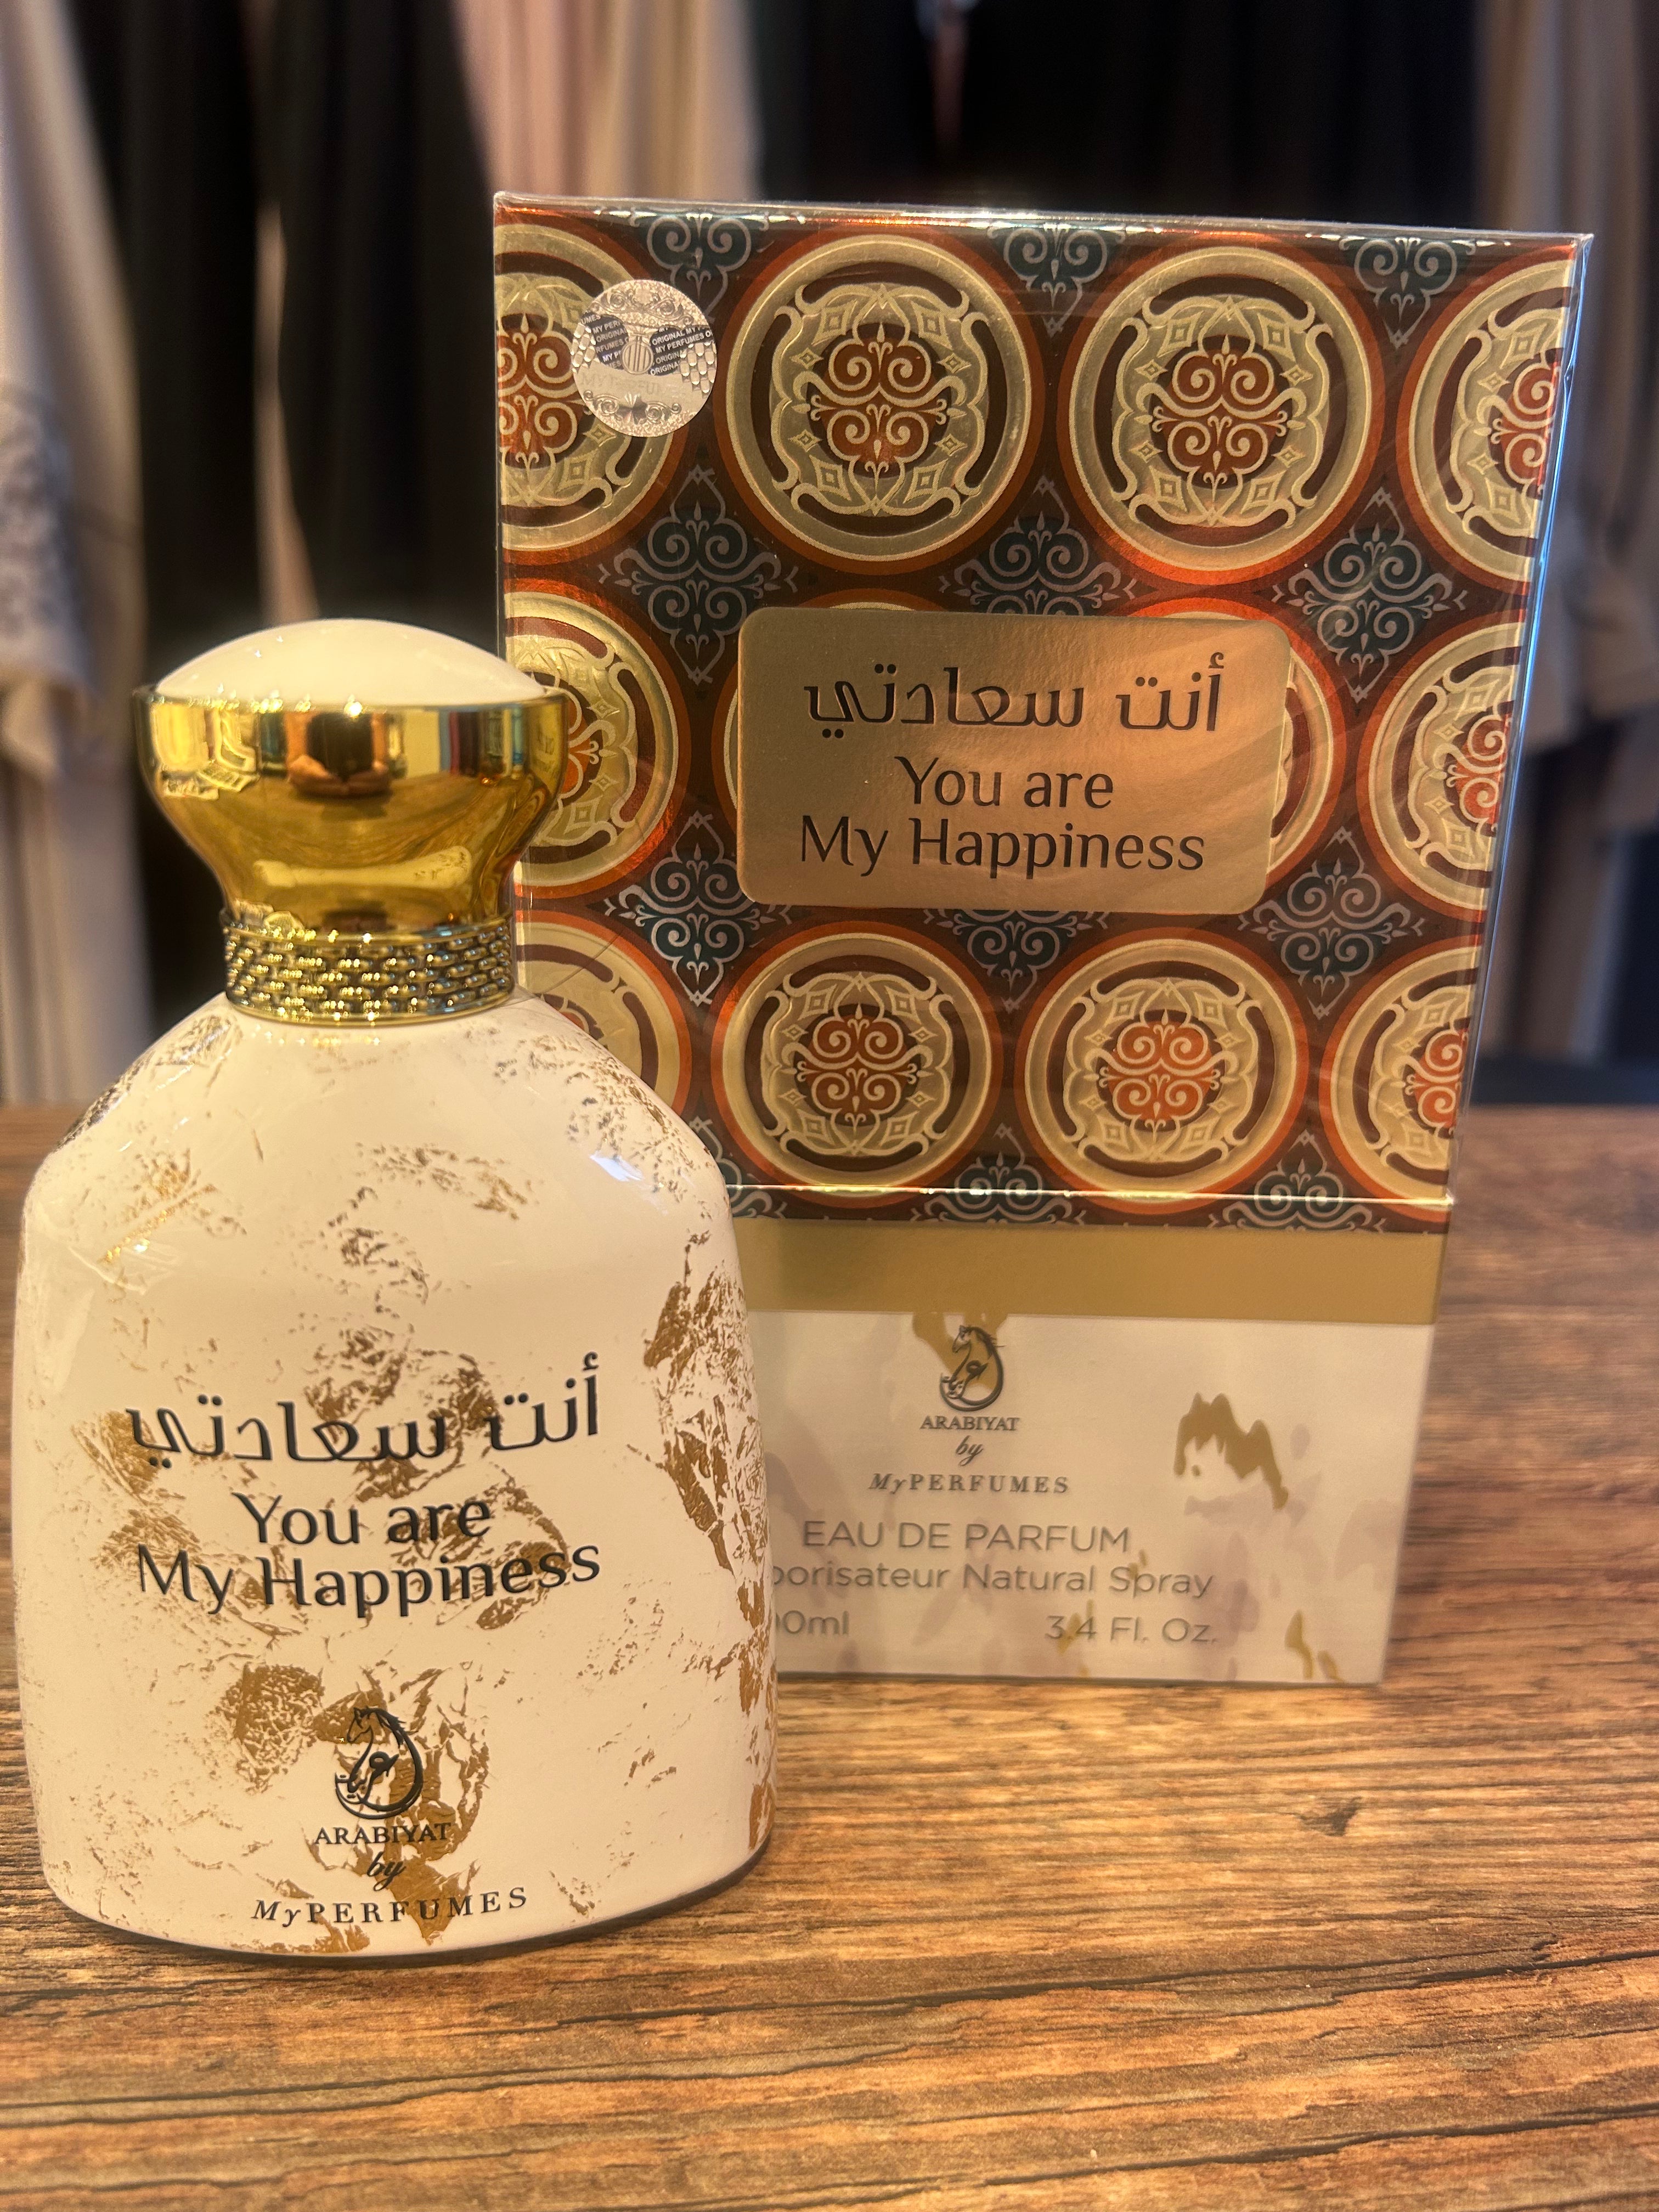 أنت سعادتي
You are
My Happiness
ARABIYAT
by
MyPERFUMES
EAU DE PARFUM
Natural Spray
3.4 Fl. Oz.
أنت سعادتي
You are
My Happiness
ARABIYAT
by
MyPERFUMES